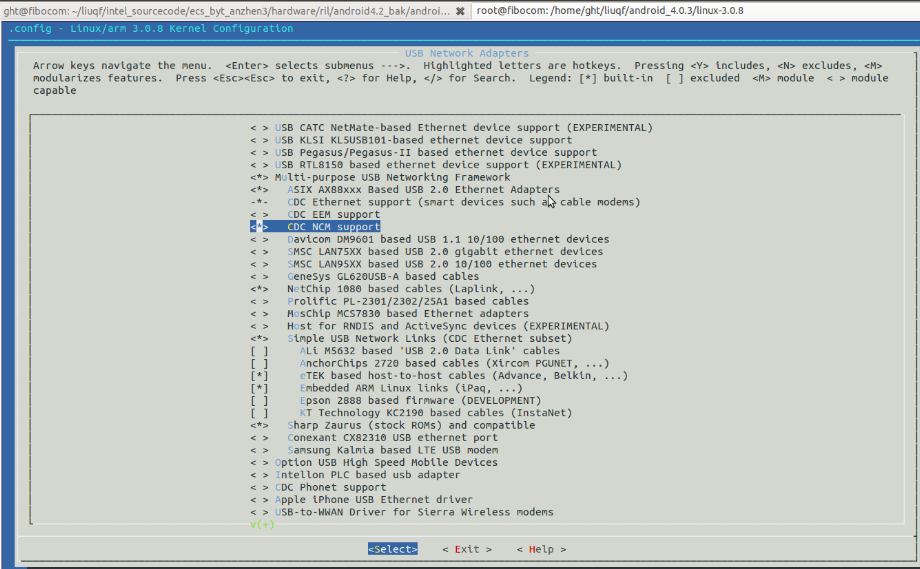 ght@fibocom: ~/liuqf/intel_sourcecode/ecs_byt_anzhen3/hardware/ril/android4.2_bak/androi... ✖ root@fibocom: /home/ght/liuqf/android_4.0.3/linux-3.0.8
.config - Linux/arm 3.0.8 Kernel Configuration
USB Network Adapters
Arrow keys navigate the menu. <Enter> selects submenus --->. Highlighted letters are hotkeys. Pressing <Y> includes, <N> excludes, <M>
modularizes features. Press <Esc><Esc> to exit, <?> for Help, </> for Search. Legend: [*] built-in [ ] excluded <M> module < > module
capable
< > USB CATC NetMate-based Ethernet device support (EXPERIMENTAL)
< > USB KLSI KL5USB101-based ethernet device support
< > USB Pegasus/Pegasus-II based ethernet device support
< > USB RTL8150 based ethernet device support (EXPERIMENTAL)
<*> Multi-purpose USB Networking Framework
<*> ASIX AX88xxx Based USB 2.0 Ethernet Adapters
-*- CDC Ethernet support (smart devices such as cable modems)
< > CDC EEM support
<*> CDC NCM support
< > Davicom DM9601 based USB 1.1 10/100 ethernet devices
< > SMSC LAN75XX based USB 2.0 gigabit ethernet devices
< > SMSC LAN95XX based USB 2.0 10/100 ethernet devices
< > GeneSys GL620USB-A based cables
<*> NetChip 1080 based cables (Laplink, ...)
< > Prolific PL-2301/2302/25A1 based cables
< > MosChip MCS7830 based Ethernet adapters
< > Host for RNDIS and ActiveSync devices (EXPERIMENTAL)
<*> Simple USB Network Links (CDC Ethernet subset)
[ ] ALi M5632 based 'USB 2.0 Data Link' cables
[ ] AnchorChips 2720 based cables (Xircom PGUNET, ...)
[*] eTEK based host-to-host cables (Advance, Belkin, ...)
[*] Embedded ARM Linux links (iPaq, ...)
[ ] Epson 2888 based firmware (DEVELOPMENT)
[ ] KT Technology KC2190 based cables (InstaNet)
<*> Sharp Zaurus (stock ROMs) and compatible
< > Conexant CX82310 USB ethernet port
< > Samsung Kalmia based LTE USB modem
< > Option USB High Speed Mobile Devices
< > Intellon PLC based usb adapter
< > CDC Phonet support
< > Apple iPhone USB Ethernet driver
< > USB-to-WWAN Driver for Sierra Wireless modems
v(+)
<Select> < Exit > < Help >